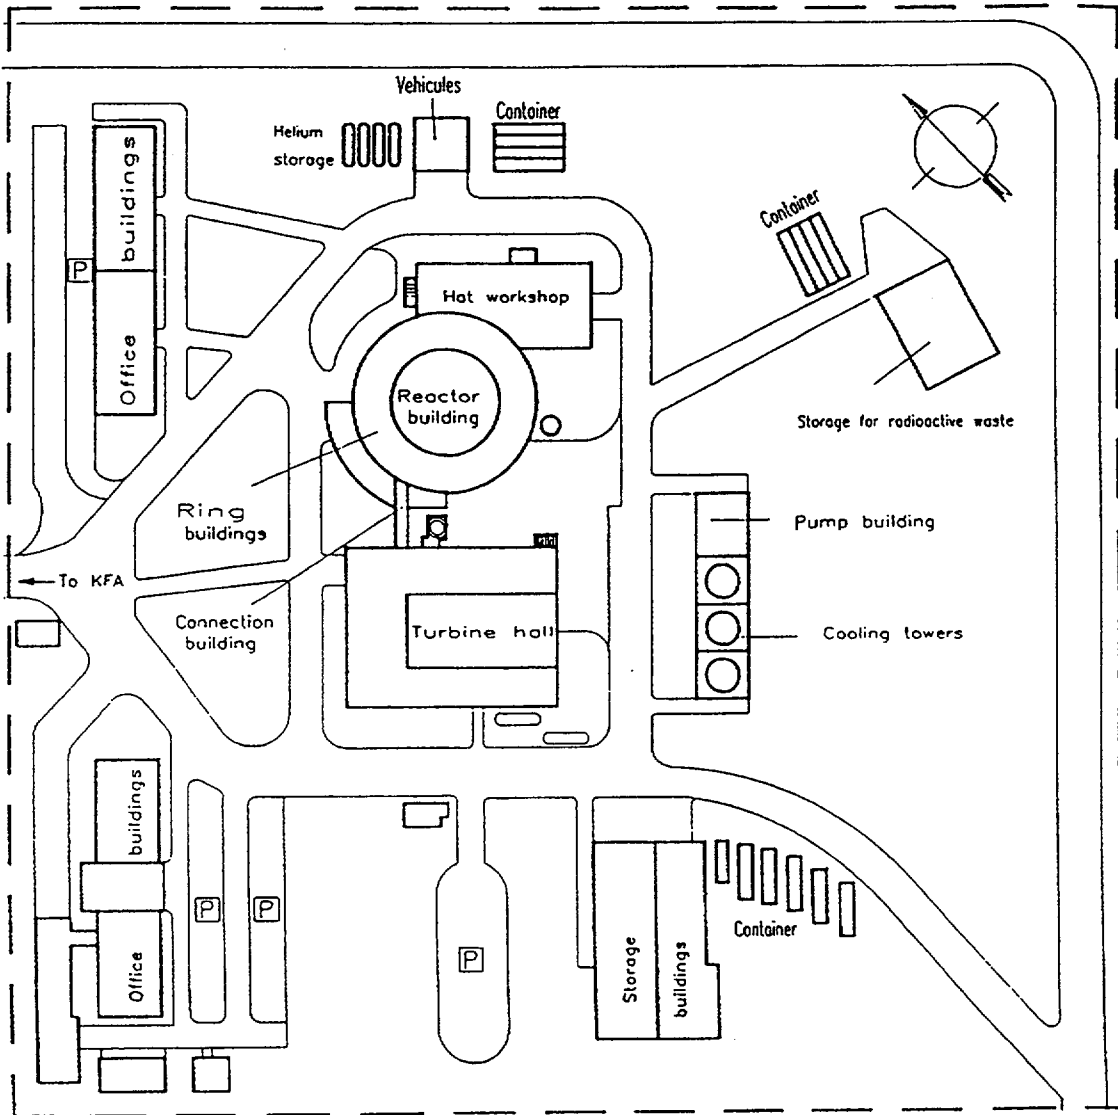 Vehicules
Container
Helium
storage
buildings
Office
P
Container
Hot workshop
Reactor
building
Storage for radioactive waste
Ring
buildings
Pump building
To KFA
Connection
building
Turbine hall
Cooling towers
buildings
Office
P
P
P
Storage
buildings
Container